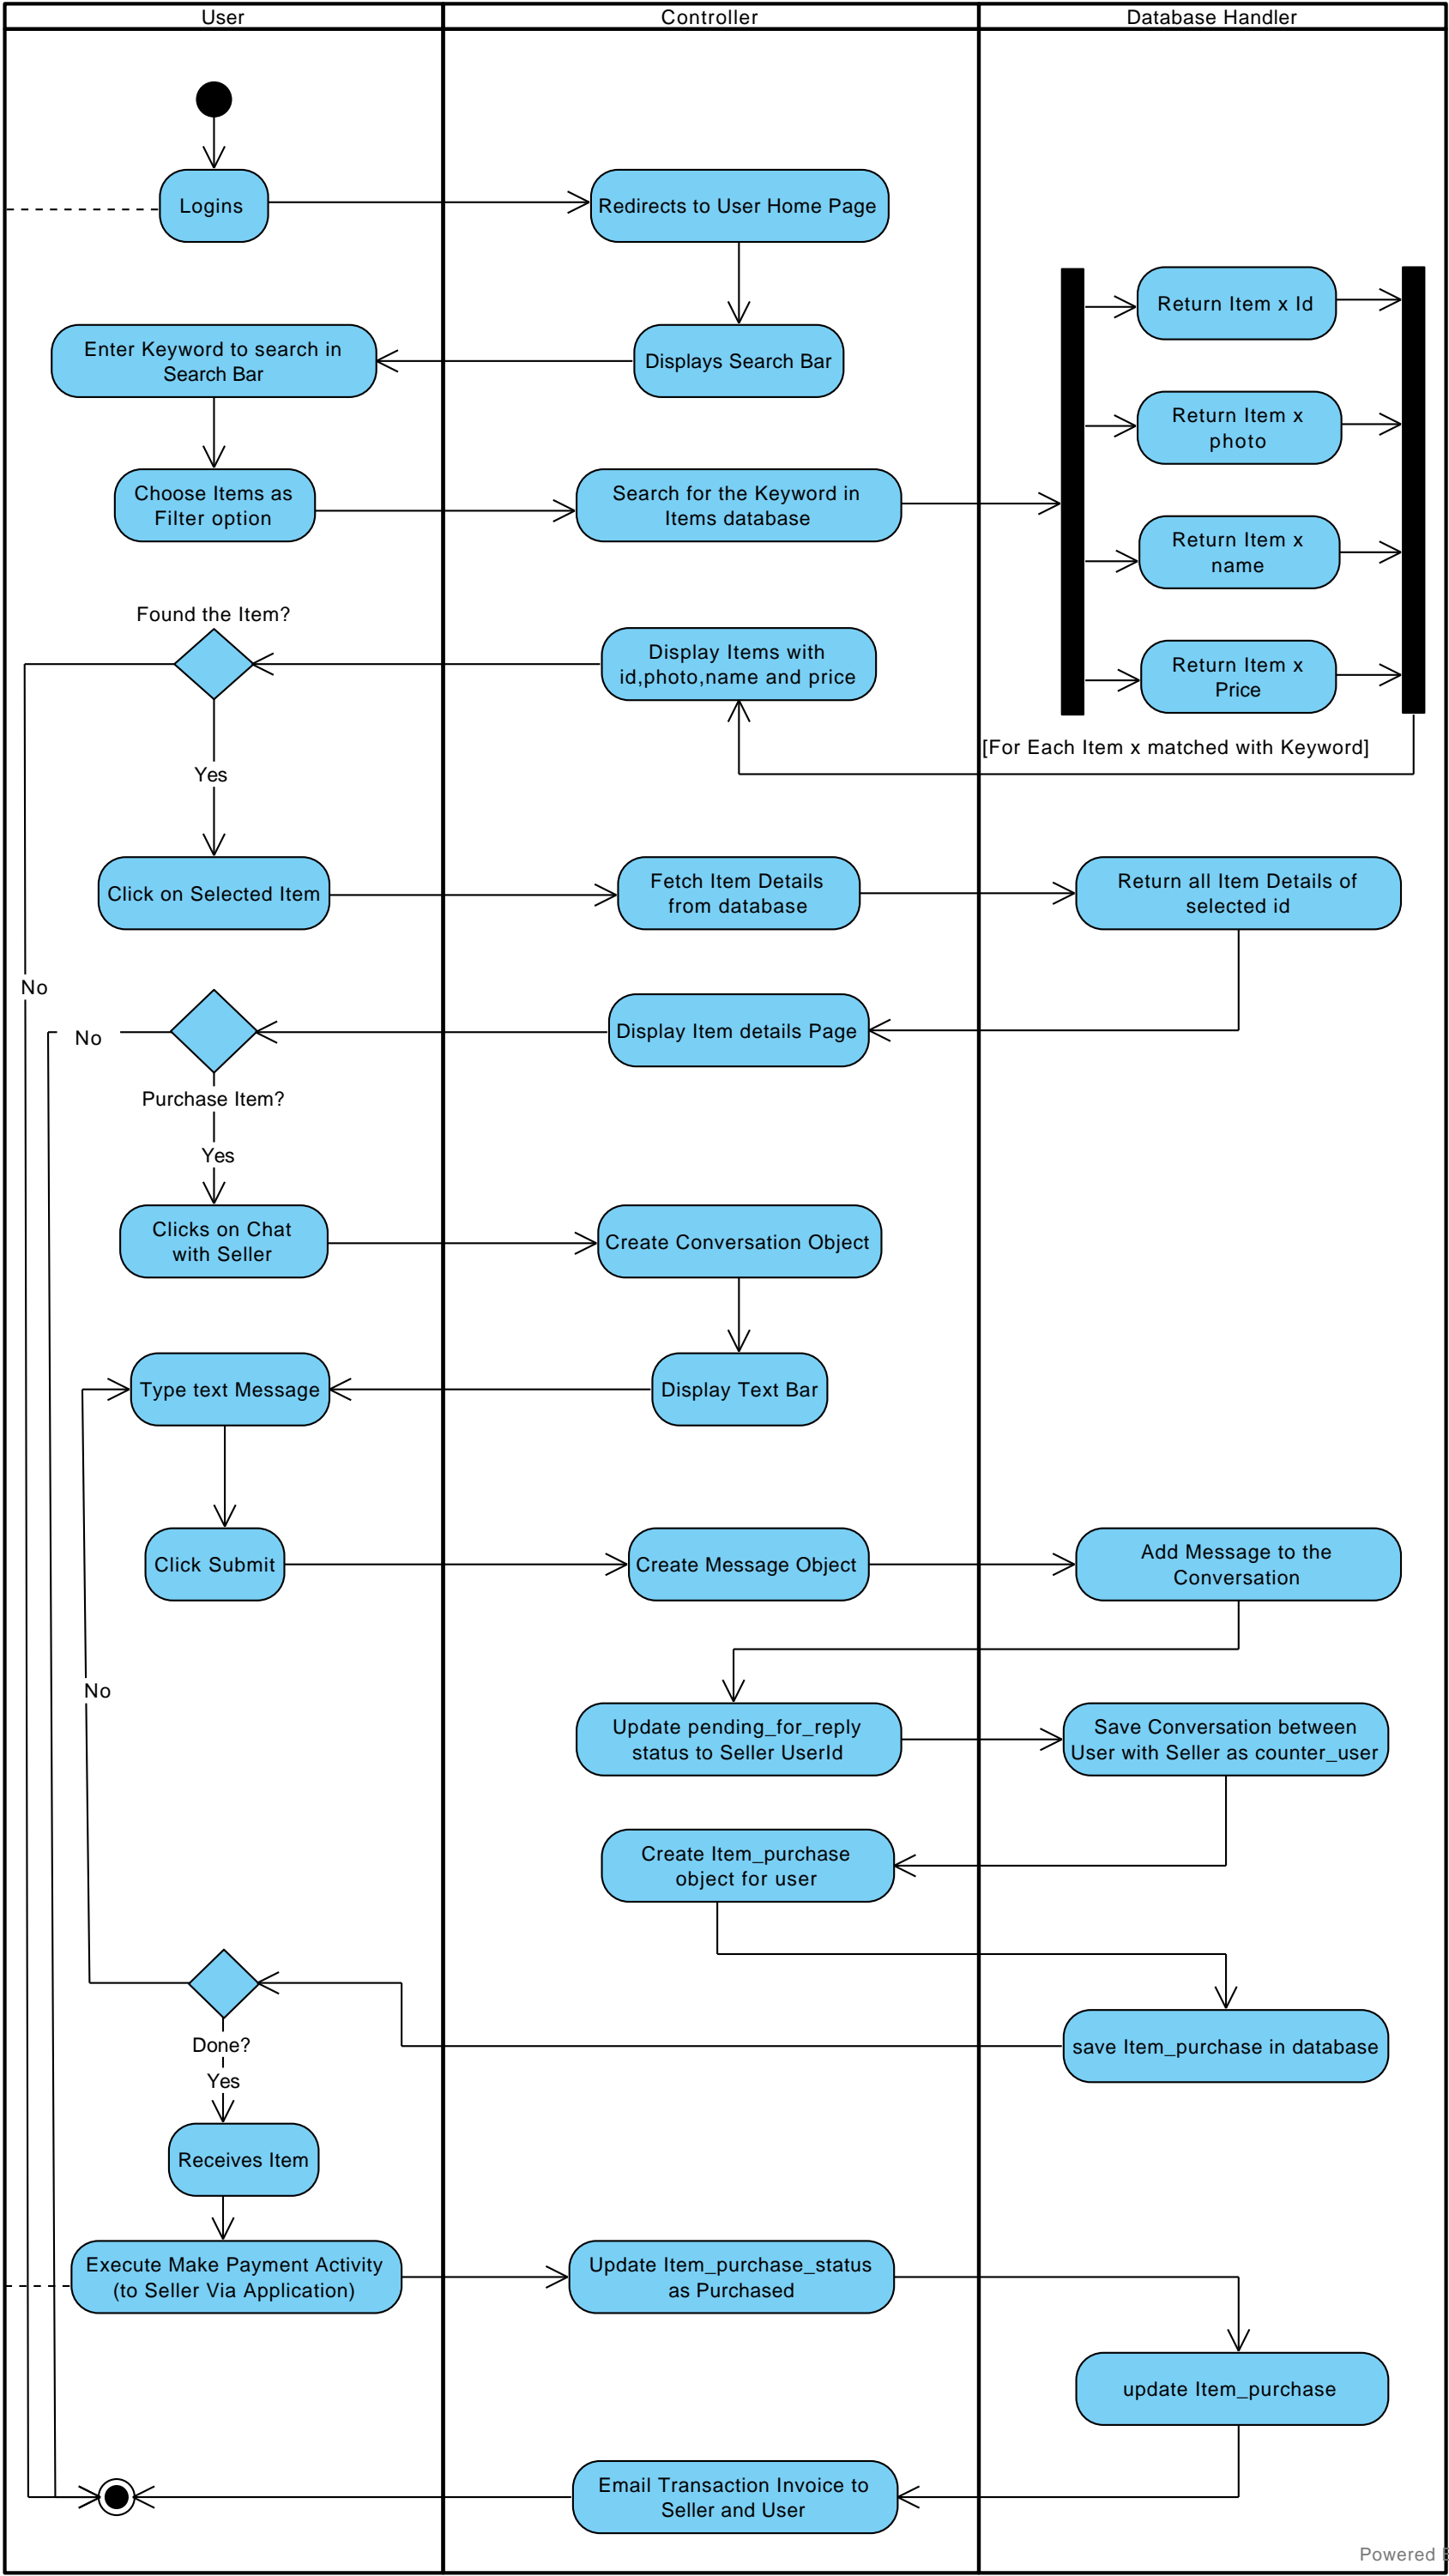 User
Controller
Database Handler
Logins
Redirects to User Home Page
Return Item x Id
Enter Keyword to search in
Search Bar
Displays Search Bar
Return Item x
photo
Choose Items as
Filter option
Search for the Keyword in
Items database
Return Item x
name
Found the Item?
Display Items with
id,photo,name and price
Return Item x
Price
[For Each Item x matched with Keyword]
Yes
Click on Selected Item
Fetch Item Details
from database
Return all Item Details of
selected id
No
No
Display Item details Page
Purchase Item?
Yes
Clicks on Chat
with Seller
Create Conversation Object
Type text Message
Display Text Bar
Click Submit
Create Message Object
Add Message to the
Conversation
No
Update pending_for_reply
status to Seller UserId
Save Conversation between
User with Seller as counter_user
Create Item_purchase
object for user
Done?
Yes
save Item_purchase in database
Receives Item
Execute Make Payment Activity
(to Seller Via Application)
Update Item_purchase_status
as Purchased
update Item_purchase
Email Transaction Invoice to
Seller and User
Powered